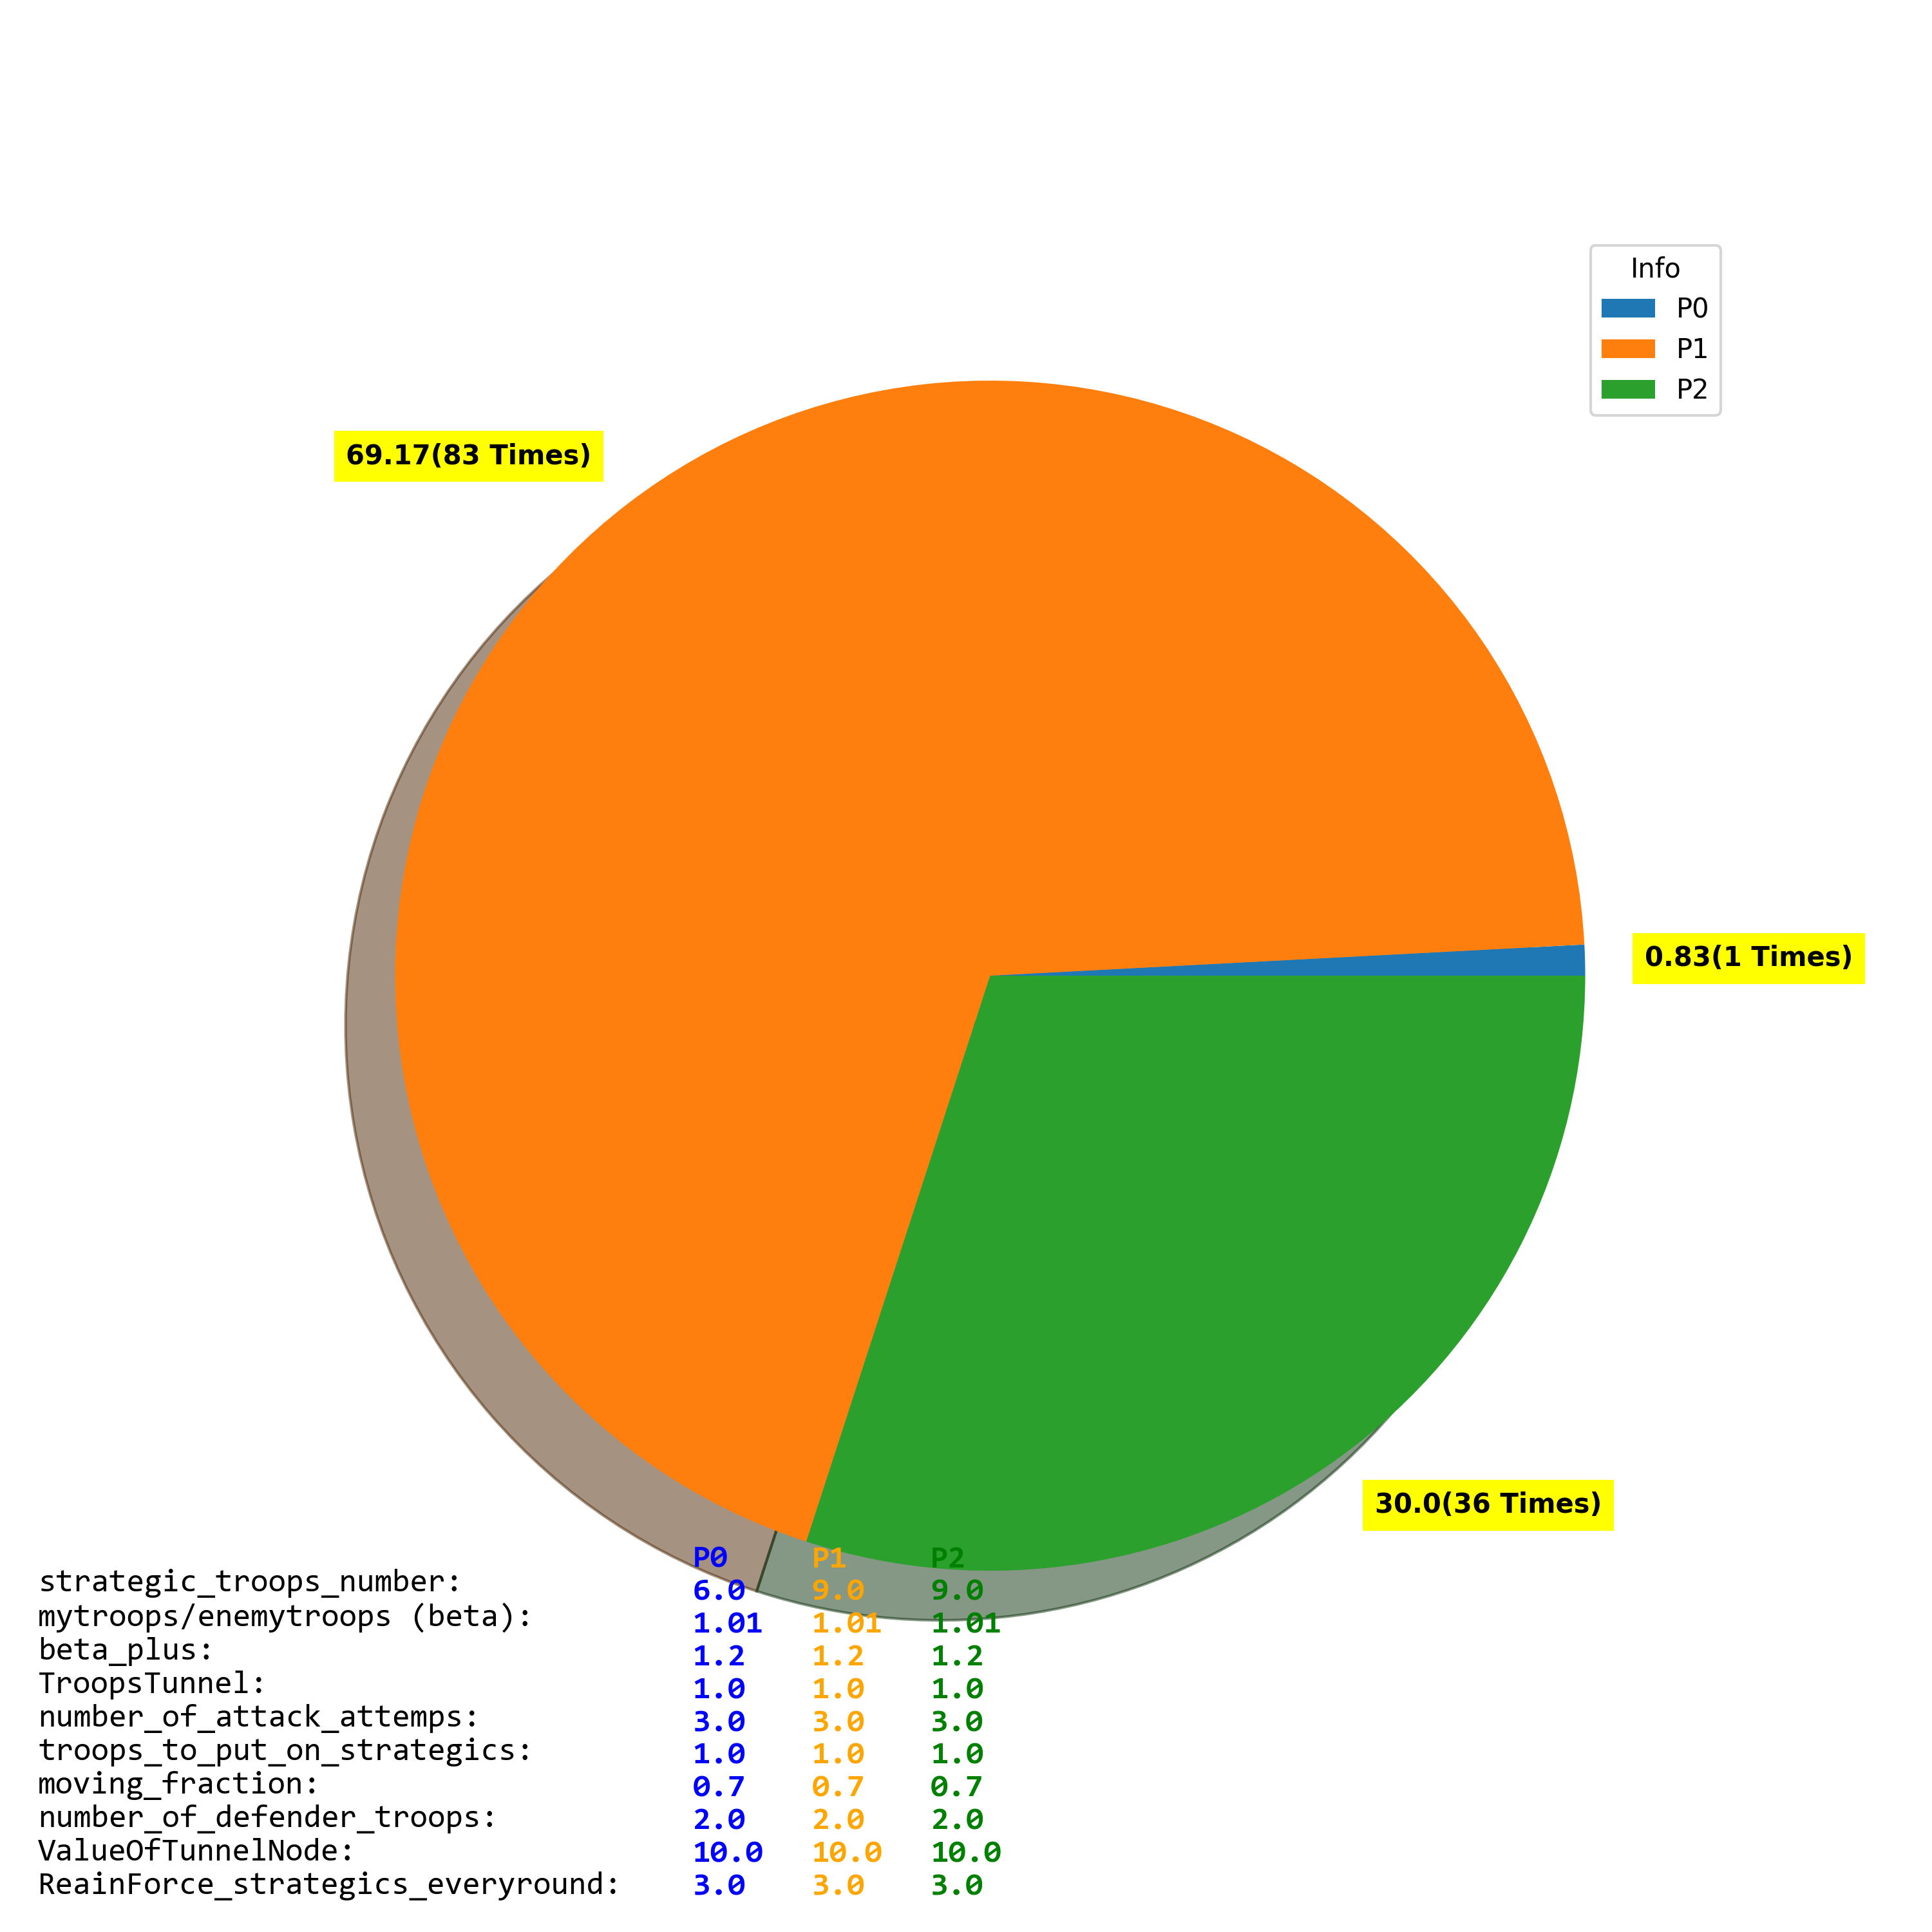 Info
P0
P1
P2
69.17(83 Times)
0.83(1 Times)
30.0(36 Times)
P0 P1 P2
strategic_troops_number: 6.0 9.0 9.0
mytroops/enemytroops (beta): 1.01 1.01 1.01
beta_plus: 1.2 1.2 1.2
TroopsTunnel: 1.0 1.0 1.0
number_of_attack_attemps: 3.0 3.0 3.0
troops_to_put_on_strategics: 1.0 1.0 1.0
moving_fraction: 0.7 0.7 0.7
number_of_defender_troops: 2.0 2.0 2.0
ValueOfTunnelNode: 10.0 10.0 10.0
ReainForce_strategics_everyround: 3.0 3.0 3.0